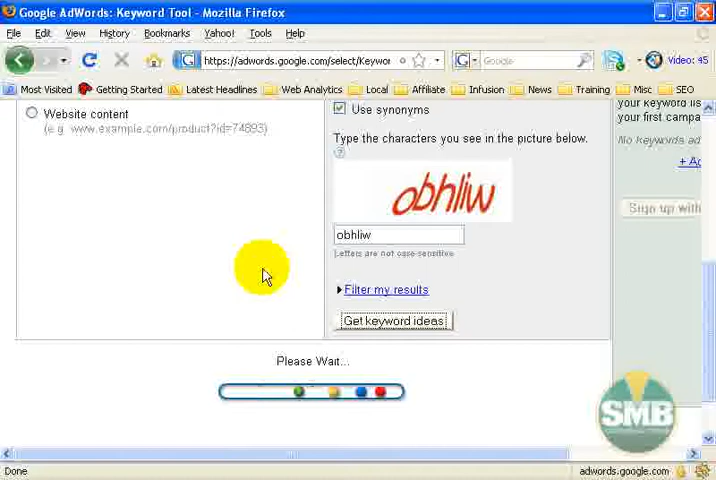 Google AdWords: Keyword Tool - Mozilla Firefox
File Edit View History Bookmarks Yahoo! Tools Help
https://adwords.google.com/select/Keywor
Google
Video: 45
Most Visited Getting Started Latest Headlines Web Analytics Local Affiliate Infusion News Training Misc SEO
Website content
(e.g. www.example.com/product?id=74893)
Use synonyms
Type the characters you see in the picture below.
obhliw
obhliw
Letters are not case-sensitive
Filter my results
Get keyword ideas
your keyword lis
your first campa
No keywords ad
+ Ad
Sign up with
Please Wait...
SMB
Done
adwords.google.com